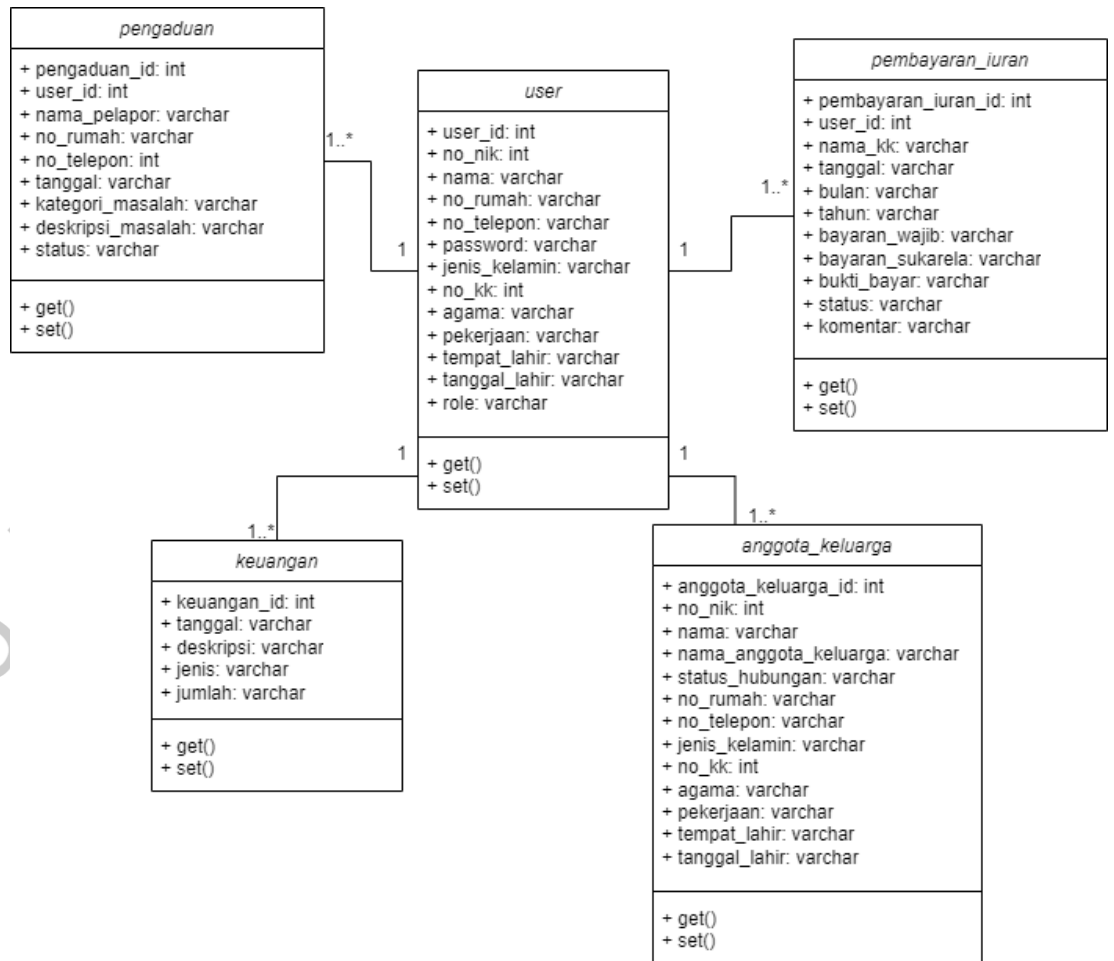 pengaduan
+ pengaduan_id: int
+ user_id: int
+ nama_pelapor: varchar
+ no_rumah: varchar
+ no_telepon: int
+ tanggal: varchar
+ kategori_masalah: varchar
+ deskripsi_masalah: varchar
+ status: varchar
+ get()
+ set()
1..*
1
user
+ user_id: int
+ no_nik: int
+ nama: varchar
+ no_rumah: varchar
+ no_telepon: varchar
+ password: varchar
+ jenis_kelamin: varchar
+ no_kk: int
+ agama: varchar
+ pekerjaan: varchar
+ tempat_lahir: varchar
+ tanggal_lahir: varchar
+ role: varchar
+ get()
+ set()
1
1..*
pembayaran_iuran
+ pembayaran_iuran_id: int
+ user_id: int
+ nama_kk: varchar
+ tanggal: varchar
+ bulan: varchar
+ tahun: varchar
+ bayaran_wajib: varchar
+ bayaran_sukarela: varchar
+ bukti_bayar: varchar
+ status: varchar
+ komentar: varchar
+ get()
+ set()
1
1..*
keuangan
+ keuangan_id: int
+ tanggal: varchar
+ deskripsi: varchar
+ jenis: varchar
+ jumlah: varchar
+ get()
+ set()
1
1..*
anggota_keluarga
+ anggota_keluarga_id: int
+ no_nik: int
+ nama: varchar
+ nama_anggota_keluarga: varchar
+ status_hubungan: varchar
+ no_rumah: varchar
+ no_telepon: varchar
+ jenis_kelamin: varchar
+ no_kk: int
+ agama: varchar
+ pekerjaan: varchar
+ tempat_lahir: varchar
+ tanggal_lahir: varchar
+ get()
+ set()